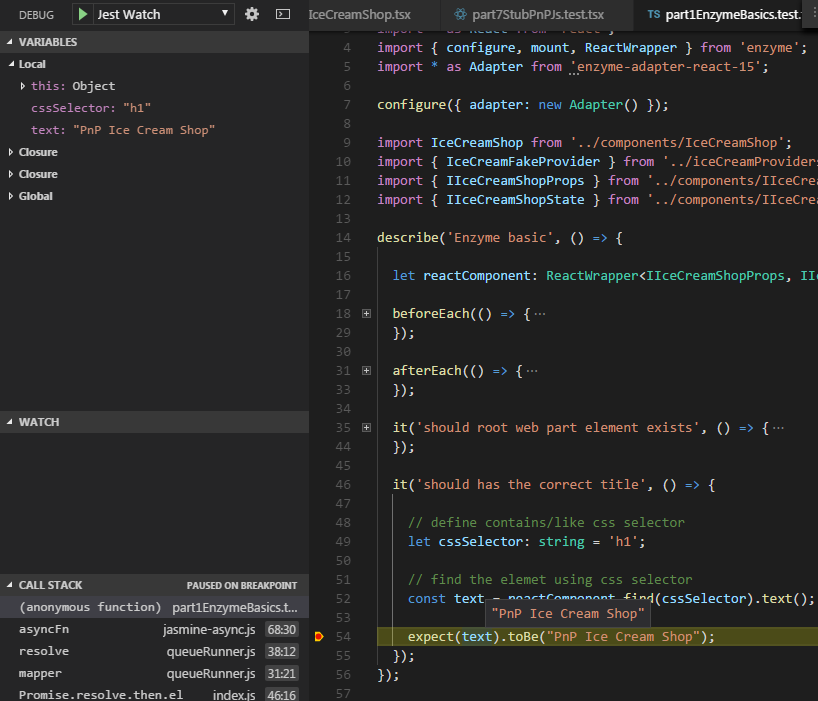 DEBUG Jest Watch
IceCreamShop.tsx part7StubPnPJs.test.tsx TS part1EnzymeBasics.test.
VARIABLES
Local
this: Object
cssSelector: "h1"
text: "PnP Ice Cream Shop"
Closure
Closure
Global
WATCH
CALL STACK PAUSED ON BREAKPOINT
(anonymous function) part1EnzymeBasics.t...
asyncFn jasmine-async.js 68:30
resolve queueRunner.js 38:12
mapper queueRunner.js 31:21
Promise.resolve.then.el index.js 46:16
4 import { configure, mount, ReactWrapper } from 'enzyme';
5 import * as Adapter from 'enzyme-adapter-react-15';
6
7 configure({ adapter: new Adapter() });
8
9 import IceCreamShop from '../components/IceCreamShop';
10 import { IceCreamFakeProvider } from '../iceCreamProviders
11 import { IIceCreamShopProps } from '../components/IIceCrea
12 import { IIceCreamShopState } from '../components/IIceCrea
13
14 describe('Enzyme basic', () => {
15
16 let reactComponent: ReactWrapper<IIceCreamShopProps, IIc
17
18 beforeEach(() => { ...
29 });
30
31 afterEach(() => { ...
33 });
34
35 it('should root web part element exists', () => { ...
44 });
45
46 it('should has the correct title', () => {
47
48 // define contains/like css selector
49 let cssSelector: string = 'h1';
50
51 // find the elemet using css selector
52 const text = reactComponent.find(cssSelector).text();
53 "PnP Ice Cream Shop"
54 expect(text).toBe("PnP Ice Cream Shop");
55 });
56 });
57